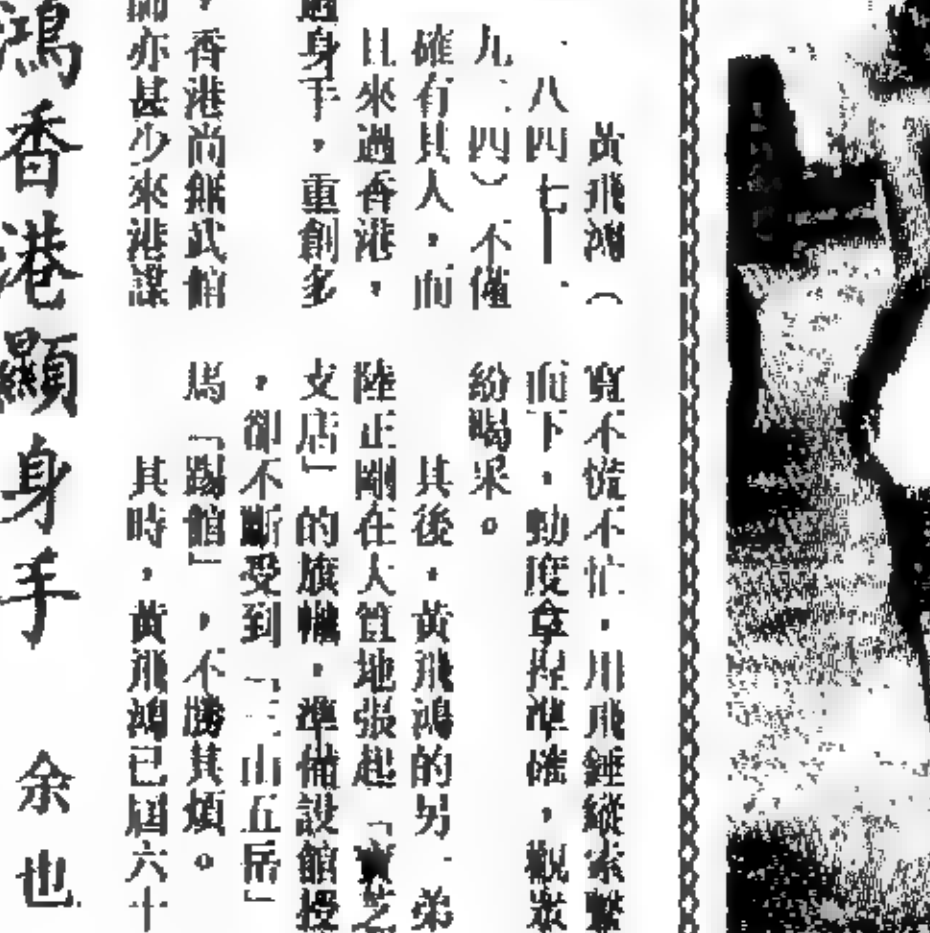 黃飛鴻（
一八四七—一
九二四）不僅
確有其人，而
且來過香港，
過身手，重創多
，香港尚無武館
師亦甚少來港謀
寬不慌不忙，用飛錘縱索繫
而下，勁度拿捏準確，觀眾
紛喝采。
其後，黃飛鴻的另一弟
陸正剛在大笪地張起「寶芝
支店」的旗幟，準備設館授
，卻不斷受到「三山五岳」
馬「踢館」，不勝其煩。
其時，黃飛鴻已屆六十
鴻香港顯身手
余也